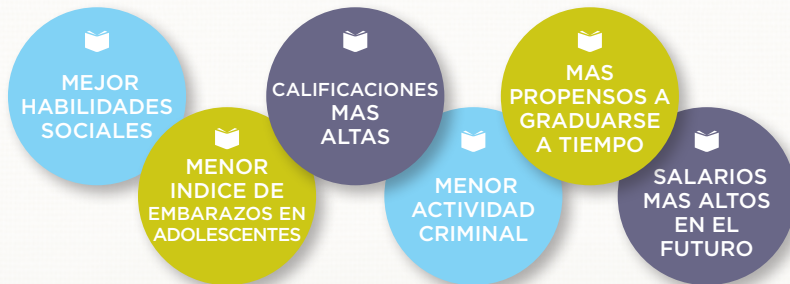 MEJOR
HABILIDADES
SOCIALES
MENOR
INDICE DE
EMBARAZOS EN
ADOLESCENTES
CALIFICACIONES
MAS
ALTAS
MENOR
ACTIVIDAD
CRIMINAL
MAS
PROPENSOS A
GRADUARSE
A TIEMPO
SALARIOS
MAS ALTOS
EN EL
FUTURO